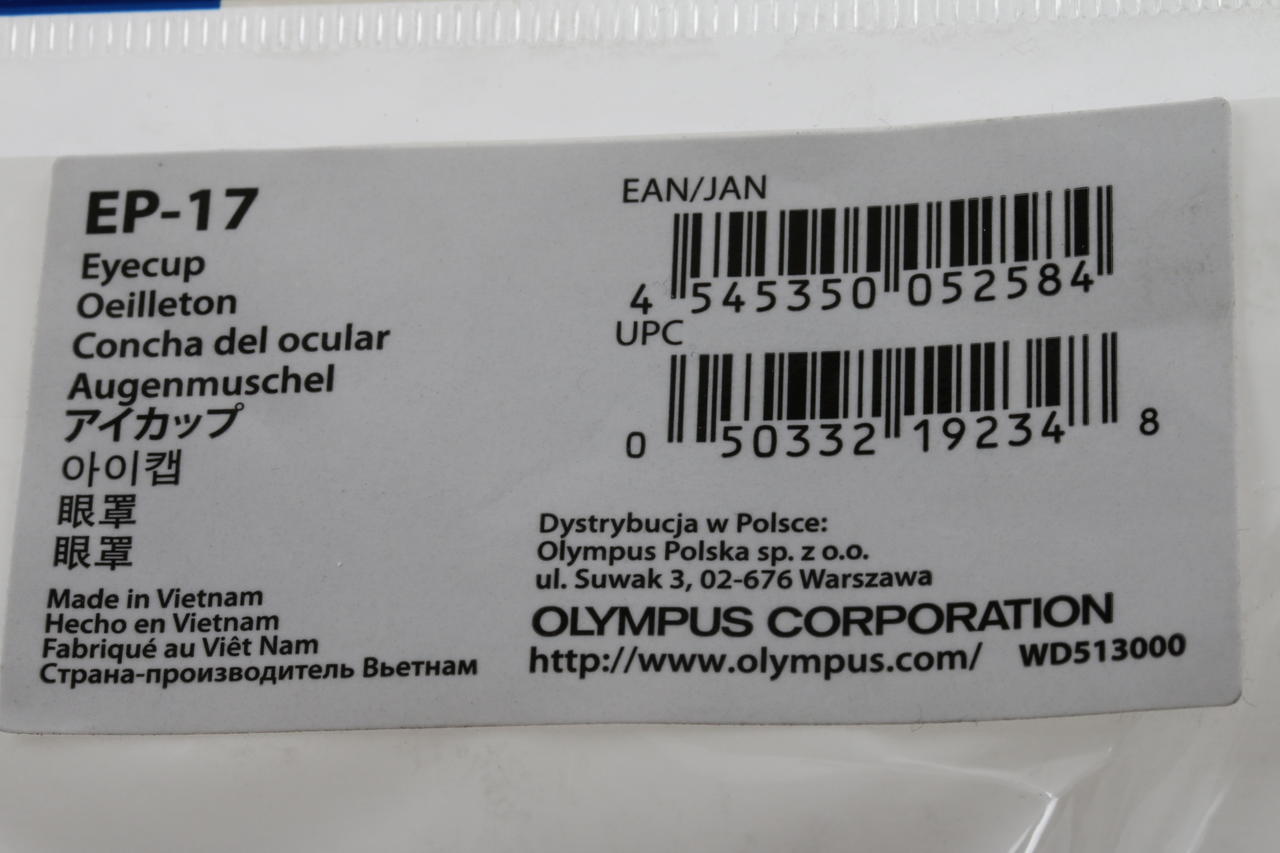 EP-17
Eyecup
Oeilleton
Concha del ocular
Augenmuschel
アイカップ
아이캡
眼罩
眼罩
Made in Vietnam
Hecho en Vietnam
Fabriqué au Viêt Nam
Страна-производитель Вьетнам
EAN/JAN
4 545350 052584
UPC
0 50332 19234 8
Dystrybucja w Polsce:
Olympus Polska sp. z o.o.
ul. Suwak 3, 02-676 Warszawa
OLYMPUS CORPORATION
http://www.olympus.com/ WD513000